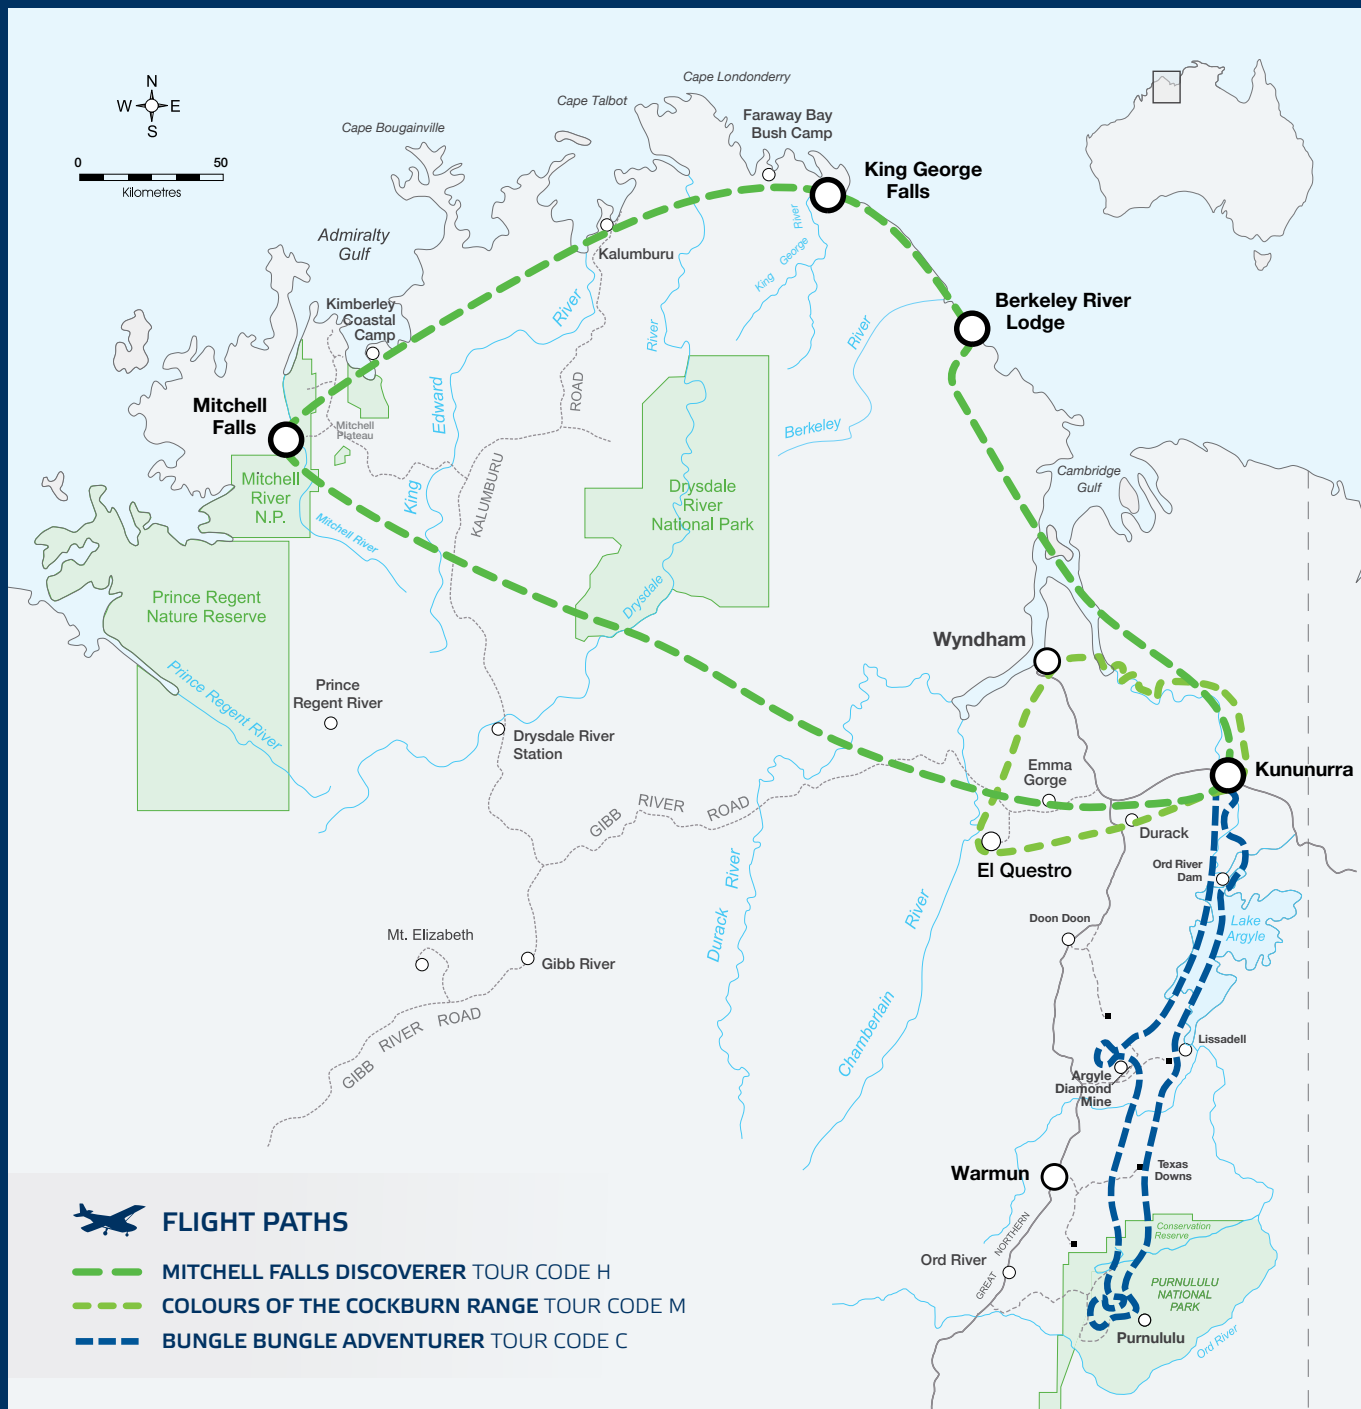 N
W E
S
0 50
Kilometres
Cape Londonderry
Cape Talbot
Cape Bougainville
Faraway Bay
Bush Camp
King George
Falls
Admiralty
Gulf
Kalumburu
King George
River
Kimberley
Coastal
Camp
Berkeley River
Lodge
River
River
River
Mitchell
Falls
Edward
ROAD
Mitchell
Plateau
Berkeley
Cambridge
Gulf
Mitchell
River
N.P.
King
KALUMBURU
Drysdale
River
National Park
Mitchell River
Prince Regent
Nature Reserve
Drysdale
Wyndham
Prince Regent River
Prince
Regent River
Drysdale River
Station
Emma
Gorge
Kununurra
GIBB RIVER ROAD
Durack
El Questro
Ord River
Dam
River
Durack
River
Chamberlain
Doon Doon
Lake
Argyle
Mt. Elizabeth
Gibb River
GIBB RIVER ROAD
Lissadell
Argyle
Diamond
Mine
Warmun
Texas
Downs
Conservation
Reserve
Ord River
GREAT NORTHERN
PURNULULU
NATIONAL
PARK
Purnululu
Ord River
FLIGHT PATHS
MITCHELL FALLS DISCOVERER TOUR CODE H
COLOURS OF THE COCKBURN RANGE TOUR CODE M
BUNGLE BUNGLE ADVENTURER TOUR CODE C